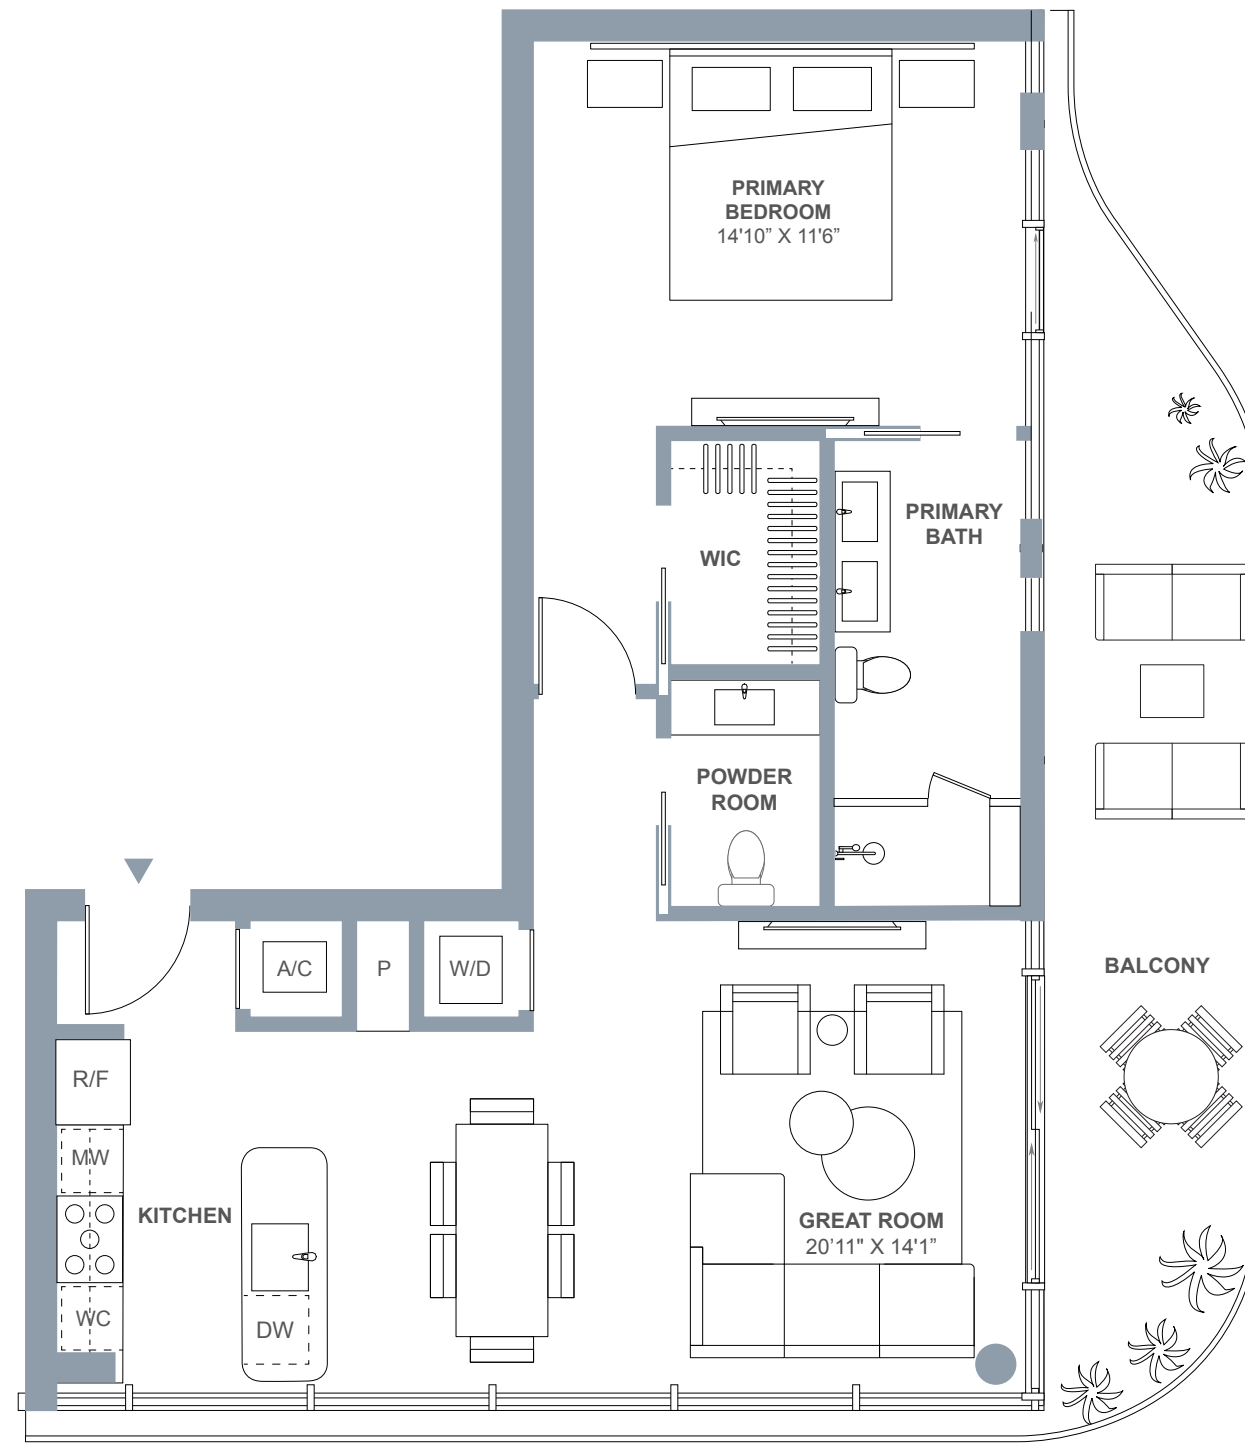 PRIMARY
BEDROOM
14'10” X 11'6”
PRIMARY
BATH
WIC
POWDER
ROOM
A/C
P
W/D
BALCONY
R/F
MW
KITCHEN
GREAT ROOM
20’11" X 14’1”
WC
DW